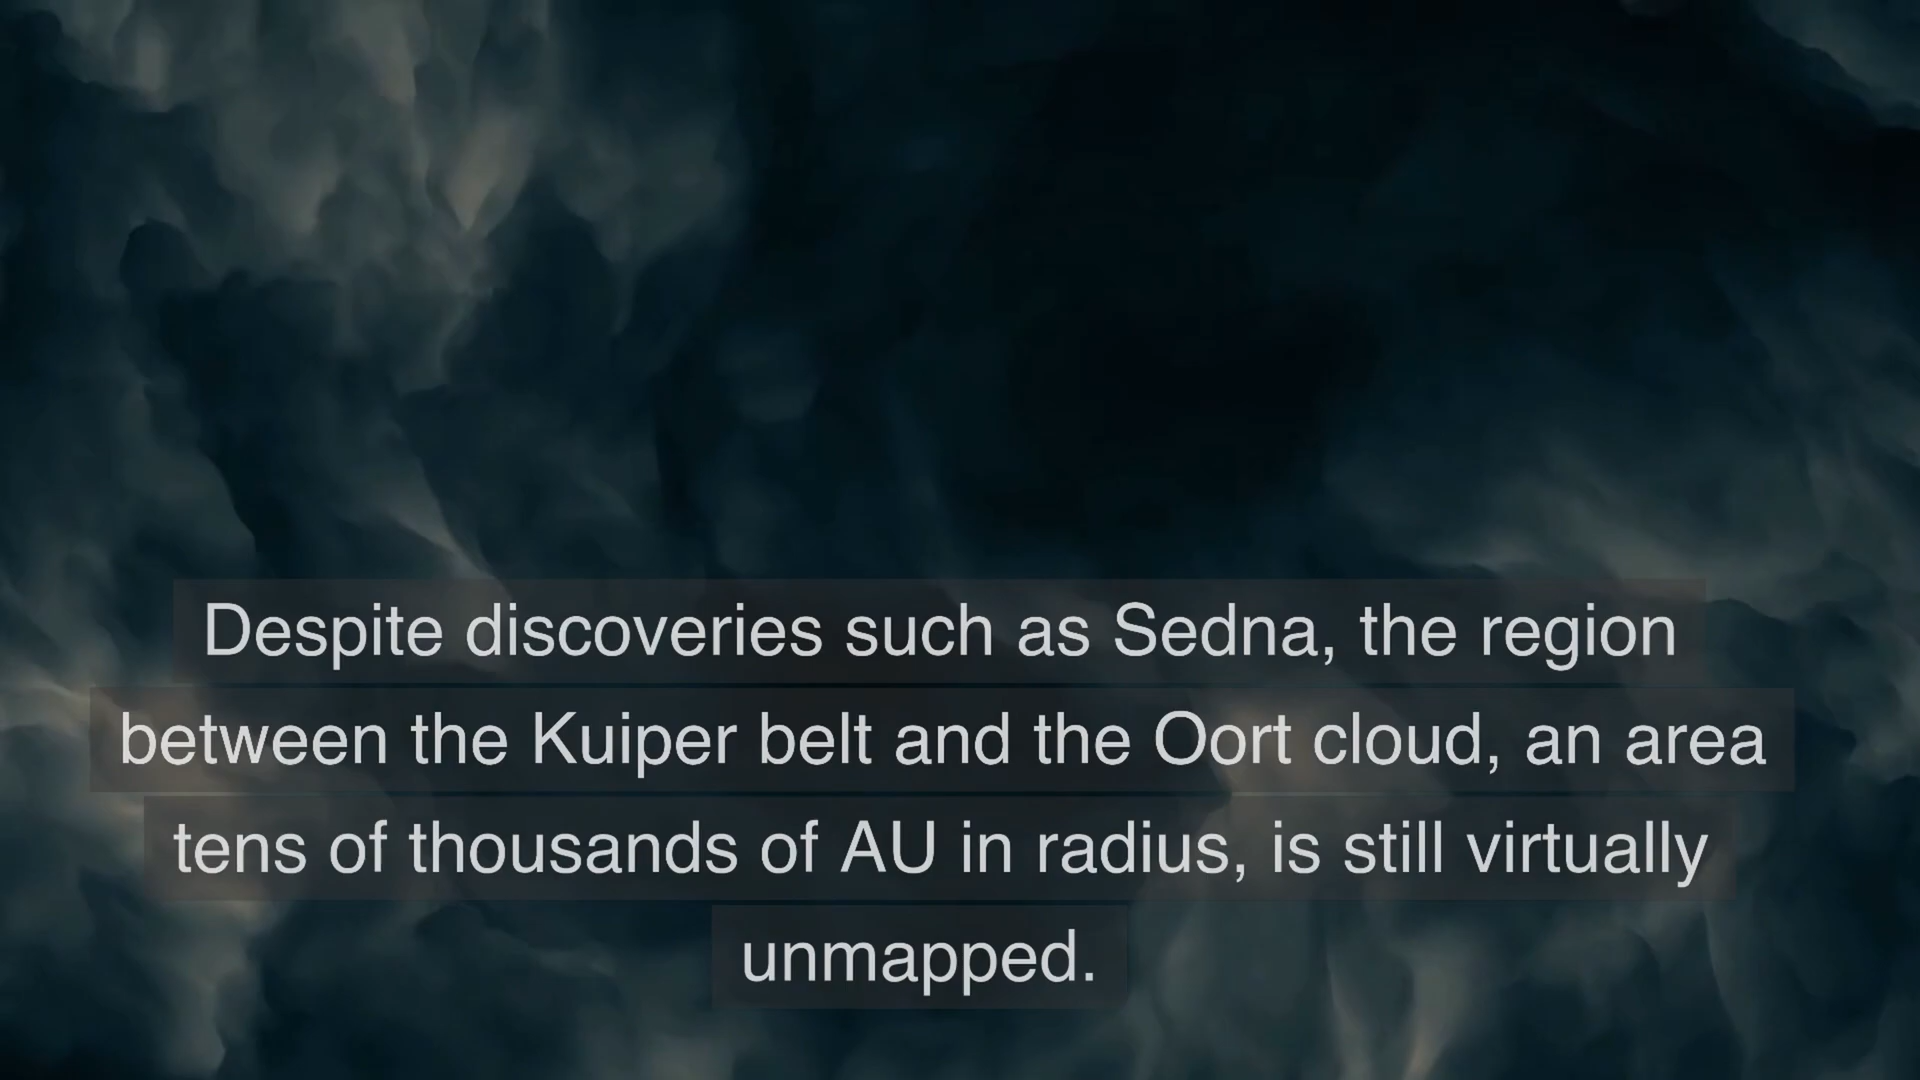 Despite discoveries such as Sedna, the region
between the Kuiper belt and the Oort cloud, an area
tens of thousands of AU in radius, is still virtually
unmapped.